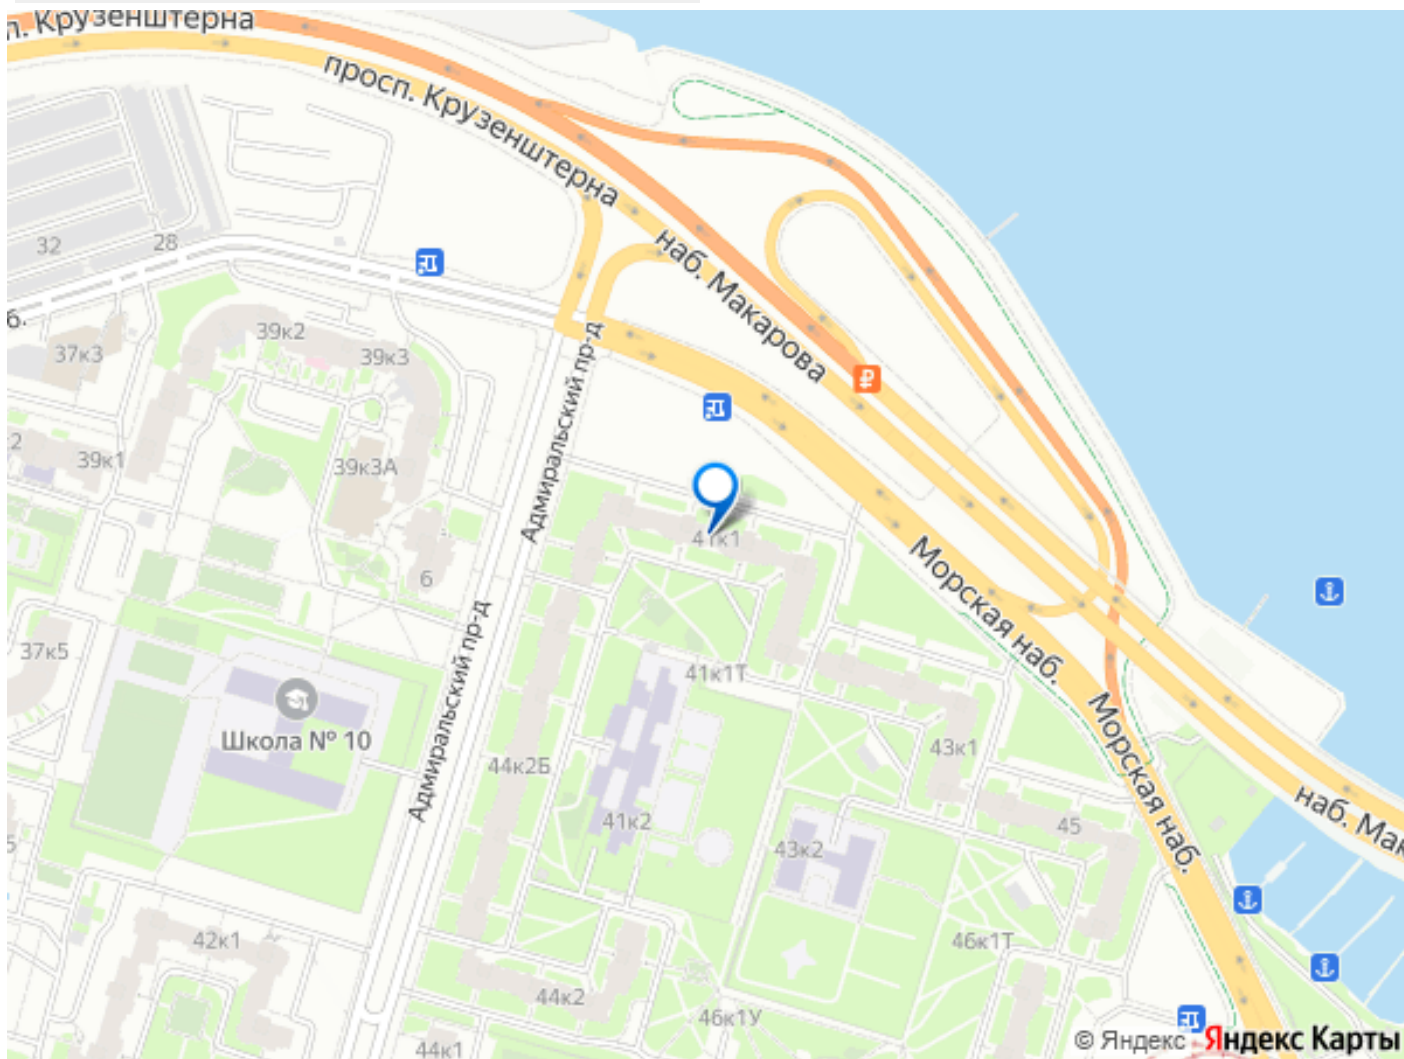 п. Крузенштерна
просп. Крузенштерна
наб. Макарова
32
28
б.
39к2
37к3
39к3
Адмиральский пр-д
₽
2
39к1
39к3А
41к1
6
Морская наб.
37к5
Адмиральский пр-д
41к1Т
Школа № 10
43к1
Морская наб.
44к2Б
наб. Мак
41к2
45
43к2
5
42к1
46к1Т
44к2
46к1У
44к1
© Яндекс Яндекс Карты